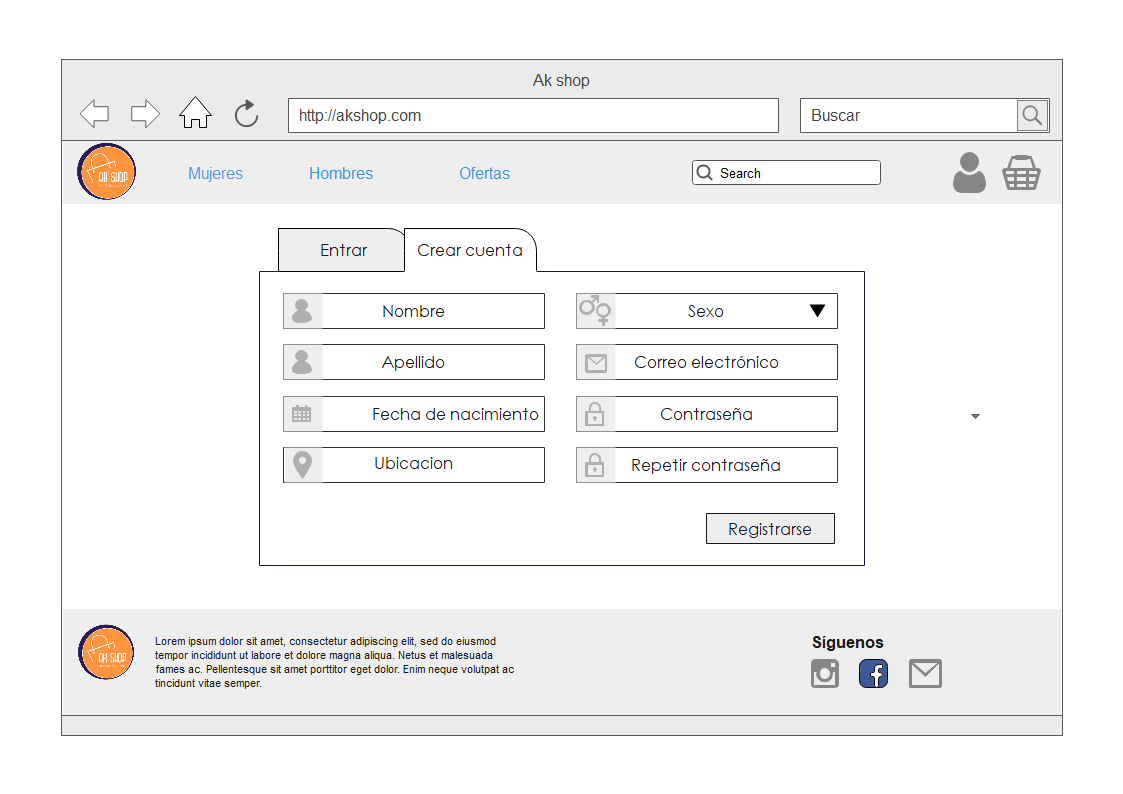 Ak shop
http://akshop.com
Buscar
AK SHOP
Mujeres
Hombres
Ofertas
Search
Entrar
Crear cuenta
Nombre
Sexo
Apellido
Correo electrónico
Fecha de nacimiento
Contraseña
Ubicacion
Repetir contraseña
Registrarse
AK SHOP
Lorem ipsum dolor sit amet, consectetur adipiscing elit, sed do eiusmod
tempor incididunt ut labore et dolore magna aliqua. Netus et malesuada
fames ac. Pellentesque sit amet porttitor eget dolor. Enim neque volutpat ac
tincidunt vitae semper.
Síguenos